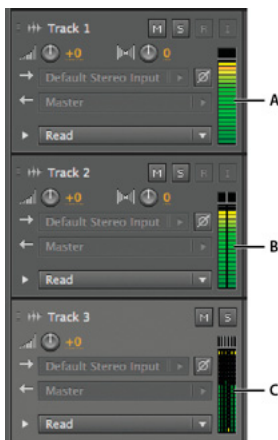 Track 1 M S R I
+0 0
Default Stereo Input
Master
Read
A
Track 2 M S R I
+0 0
Default Stereo Input
Master
Read
B
Track 3 M S
+0
Default Stereo Input
Master
Read
C